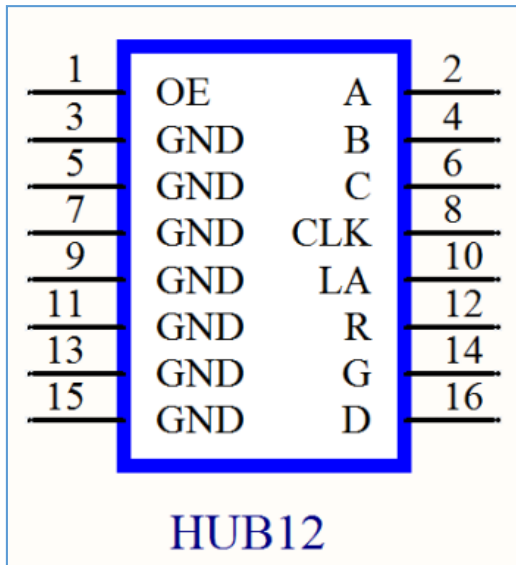 1 OE A 2
3 GND B 4
5 GND C 6
7 GND CLK 8
9 GND LA 10
11 GND R 12
13 GND G 14
15 GND D 16
HUB12